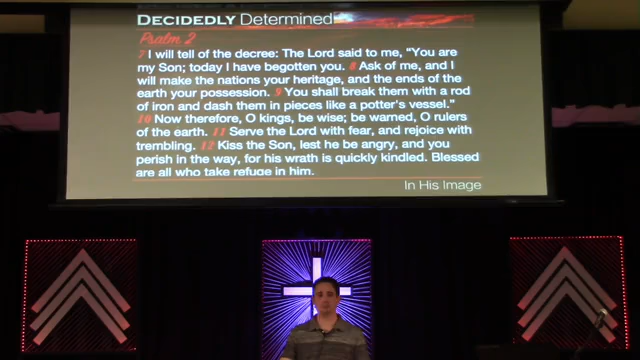 DECIDEDLY Determined
Psalm 2
7 I will tell of the decree: The Lord said to me, "You are
my Son; today I have begotten you. 8 Ask of me, and I
will make the nations your heritage, and the ends of the
earth your possession. 9 You shall break them with a rod
of iron and dash them in pieces like a potter's vessel."
10 Now therefore, O kings, be wise; be warned, O rulers
of the earth. 11 Serve the Lord with fear, and rejoice with
trembling. 12 Kiss the Son, lest he be angry, and you
perish in the way, for his wrath is quickly kindled. Blessed
are all who take refuge in him.
In His Image